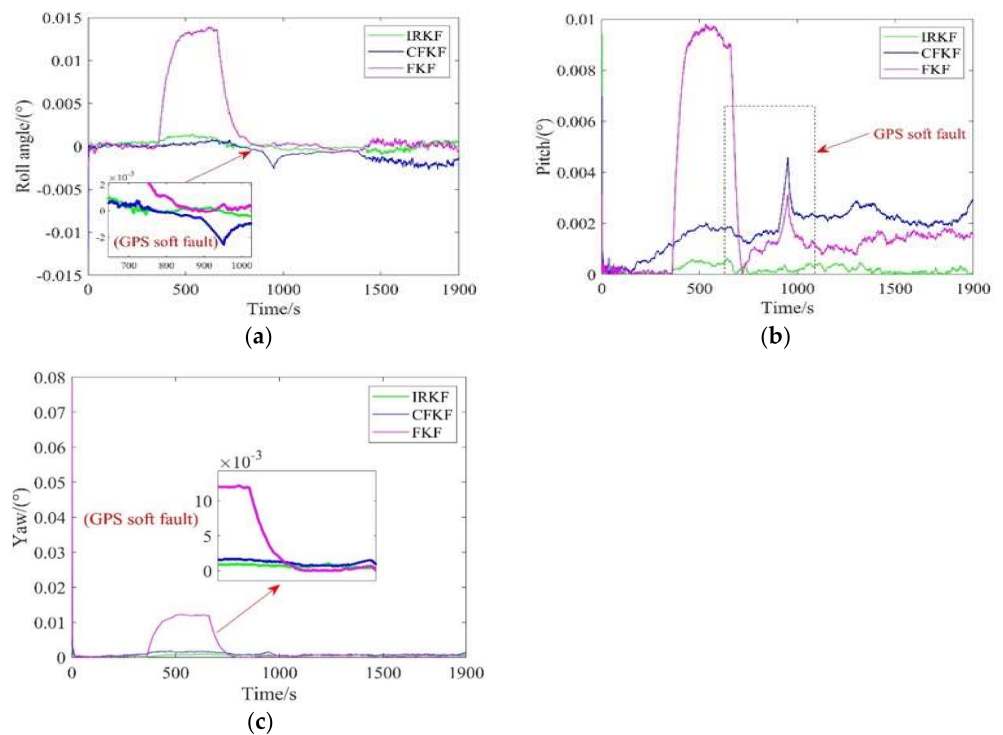 0.015
0.01
0.005
0
-0.005
-0.01
-0.015
Roll angle/(°)
IRKF
CFKF
FKF
×10⁻³
2
0
-2
(GPS soft fault)
700 800 900 1000
0 500 1000 1500 1900
Time/s
(a)
0.01
0.008
0.006
0.004
0.002
0
Pitch/(°)
IRKF
CFKF
FKF
GPS soft fault
0 500 1000 1500 1900
Time/s
(b)
0.08
0.07
0.06
0.05
0.04
0.03
0.02
0.01
0
Yaw/(°)
IRKF
CFKF
FKF
×10⁻³
10
5
0
(GPS soft fault)
0 500 1000 1500 1900
Time/s
(c)